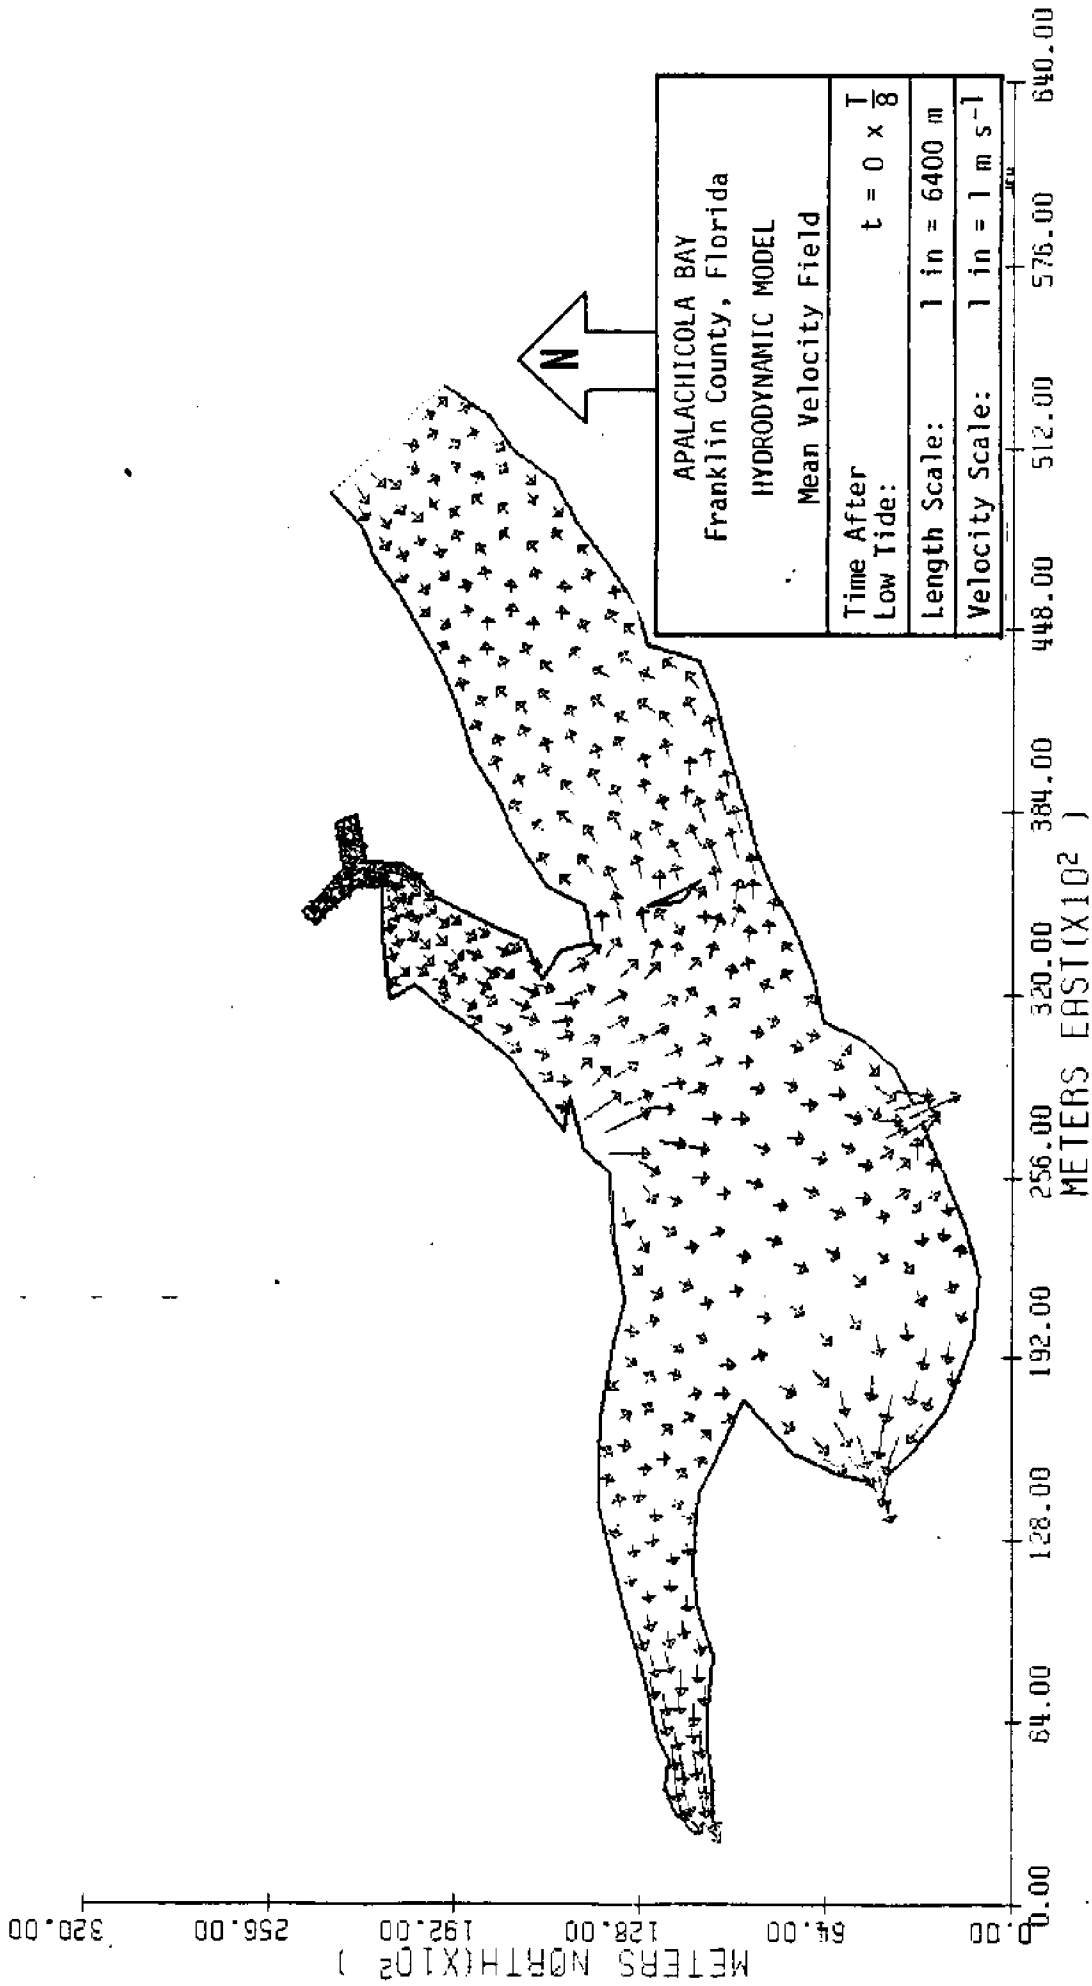 N
APALACHICOLA BAY
Franklin County, Florida
HYDRODYNAMIC MODEL
Mean Velocity Field
Time After
Low Tide: t = 0 x T/8
Length Scale: 1 in = 6400 m
Velocity Scale: 1 in = 1 m s⁻¹
METERS NORTH(X10² )
320.00
256.00
192.00
128.00
64.00
0.00
0.00 64.00 128.00 192.00 256.00 320.00 384.00 448.00 512.00 576.00 640.00
METERS EAST(X10² )